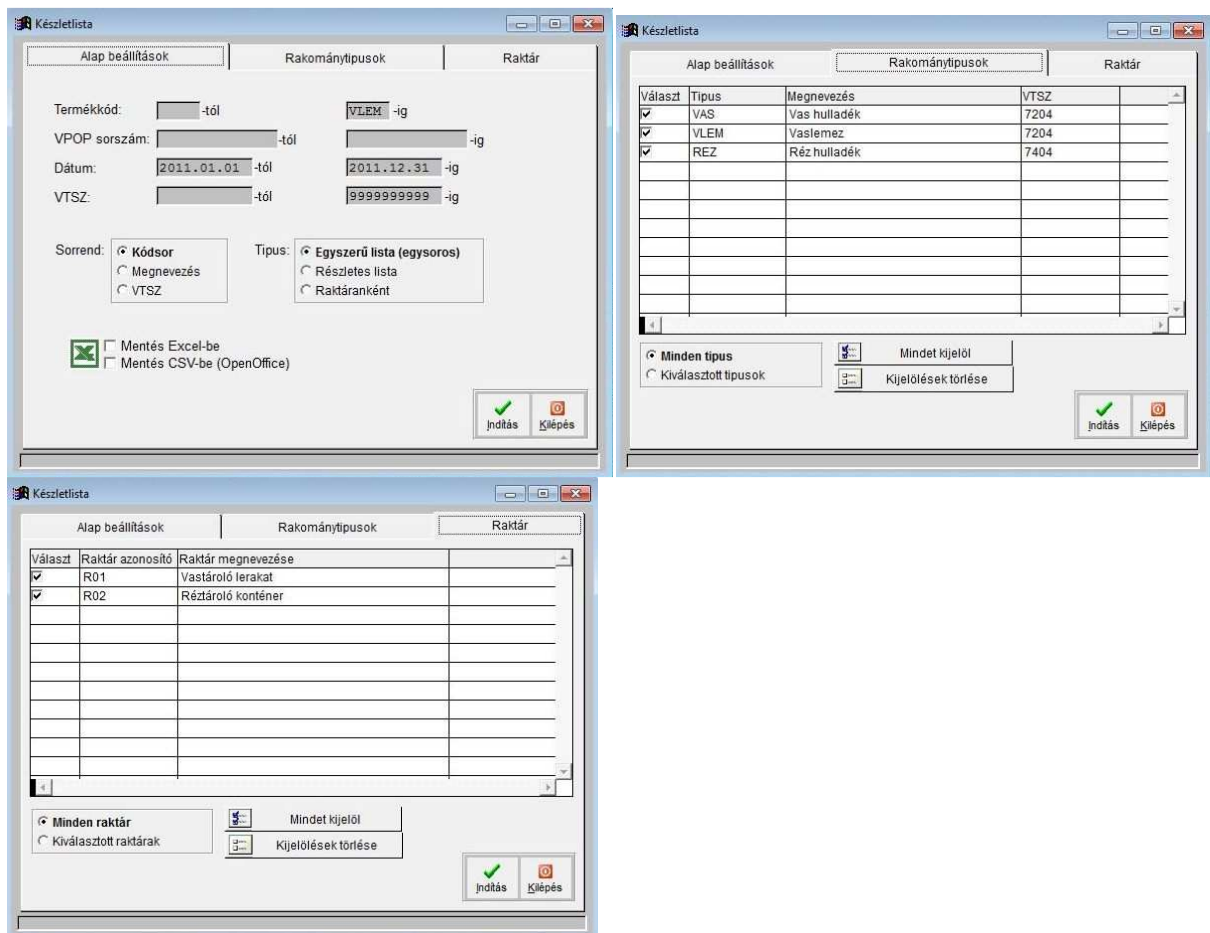 Készletlista
Alap beállítások Rakománytipusok Raktár
Termékkód: -tól VLEM -ig
VPOP sorszám: -tól -ig
Dátum: 2011.01.01 -tól 2011.12.31 -ig
VTSZ: -tól 9999999999 -ig
Sorrend: Kódsor Tipus: Egyszerű lista (egysoros)
Megnevezés Részletes lista
VTSZ Raktáranként
Mentés Excel-be
Mentés CSV-be (OpenOffice)
Indítás Kilépés
Készletlista
Alap beállítások Rakománytipusok Raktár
Választ Tipus Megnevezés VTSZ
VAS Vas hulladék 7204
VLEM Vaslemez 7204
REZ Réz hulladék 7404
Minden tipus Mindet kijelöl
Kiválasztott tipusok Kijelölések törlése
Indítás Kilépés
Készletlista
Alap beállítások Rakománytipusok Raktár
Választ Raktár azonosító Raktár megnevezése
R01 Vastároló lerakat
R02 Réztároló konténer
Minden raktár Mindet kijelöl
Kiválasztott raktárak Kijelölések törlése
Indítás Kilépés